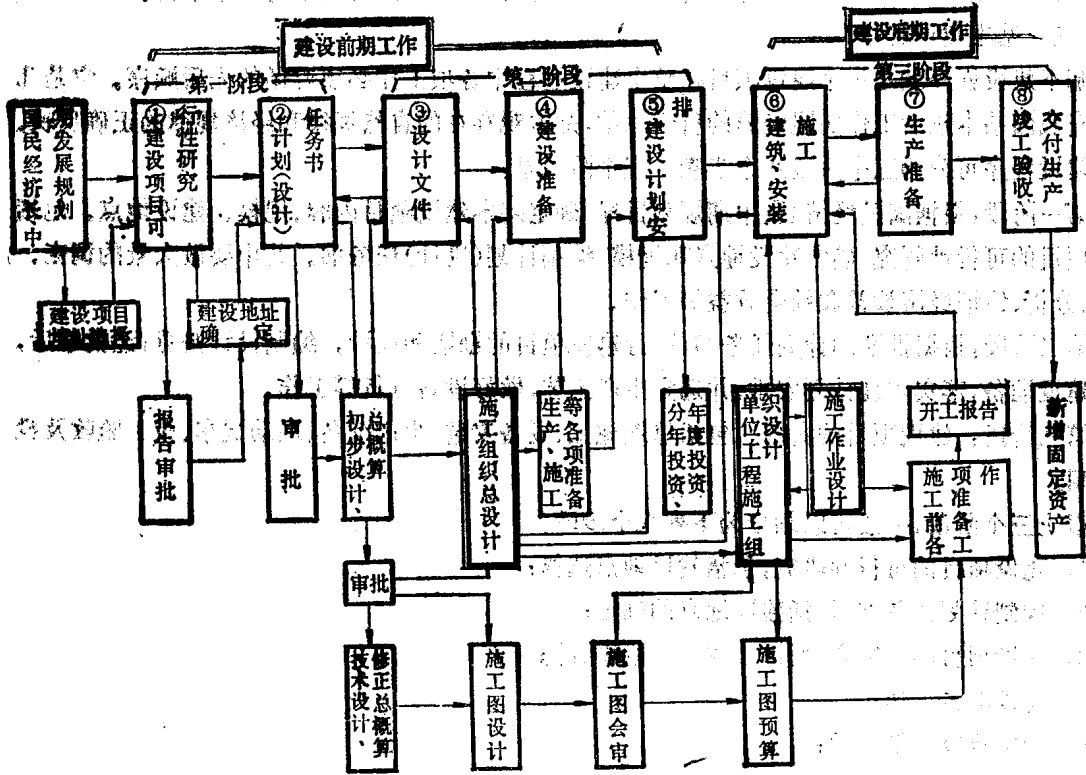 建设前期工作
建设后期工作
第一阶段
第二阶段
第三阶段
国民经济长中、
期发展规划
①建设项目可
行性研究
②计划(设计)
任务书
③设计文件
④建设准备
⑤建设计划安
排
⑥建筑、安装
施工
⑦生产准备
⑧竣工验收、
交付生产
建设项目
建设地址
确定
报告审批
审批
初步设计、
总概算
施工组织总设计
生产、施工
等各项准备
分年投资、
年度投资
单位工程施工组
织设计
施工作业设计
开工报告
施工前各
项准备工
作
新增固定资产
审批
技术设计、
修正总概算
施工图设计
施工图会审
施工图预算